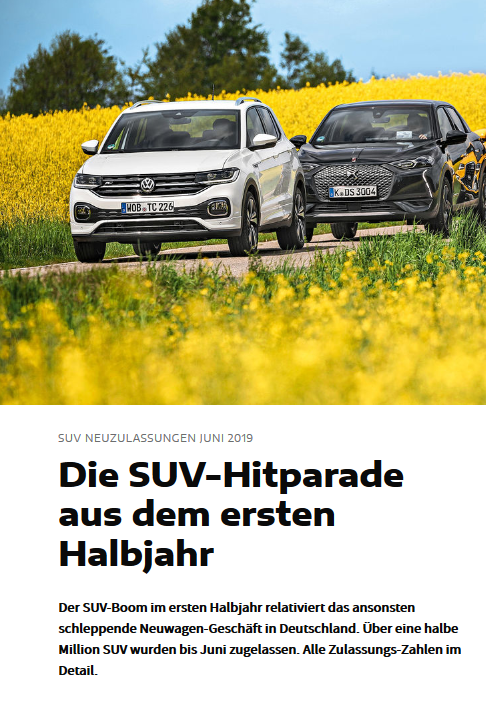 WOB TC 226
K DS 3004
SUV NEUZULASSUNGEN JUNI 2019
Die SUV-Hitparade
aus dem ersten
Halbjahr
Der SUV-Boom im ersten Halbjahr relativiert das ansonsten
schleppende Neuwagen-Geschäft in Deutschland. Über eine halbe
Million SUV wurden bis Juni zugelassen. Alle Zulassungs-Zahlen im
Detail.